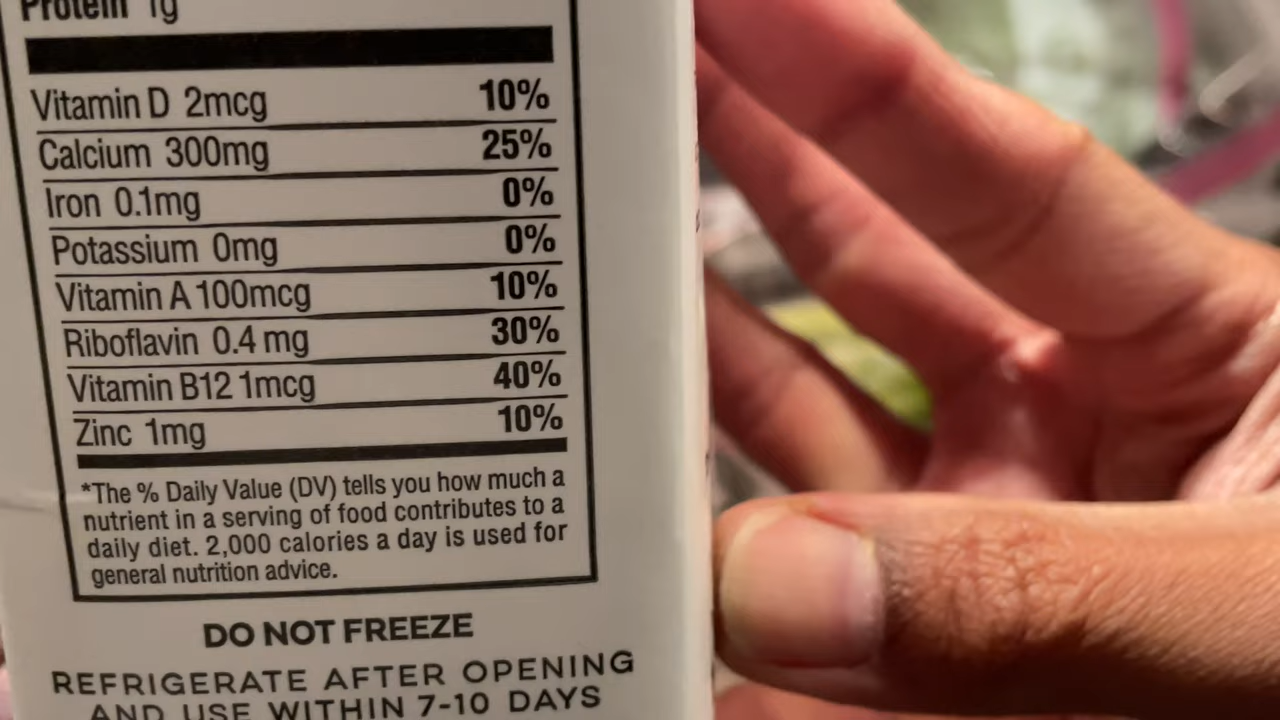 Protein 1g
Vitamin D 2mcg 10%
Calcium 300mg 25%
Iron 0.1mg 0%
Potassium 0mg 0%
Vitamin A 100mcg 10%
Riboflavin 0.4 mg 30%
Vitamin B12 1mcg 40%
Zinc 1mg 10%
*The % Daily Value (DV) tells you how much a
nutrient in a serving of food contributes to a
daily diet. 2,000 calories a day is used for
general nutrition advice.
DO NOT FREEZE
REFRIGERATE AFTER OPENING
AND USE WITHIN 7-10 DAYS